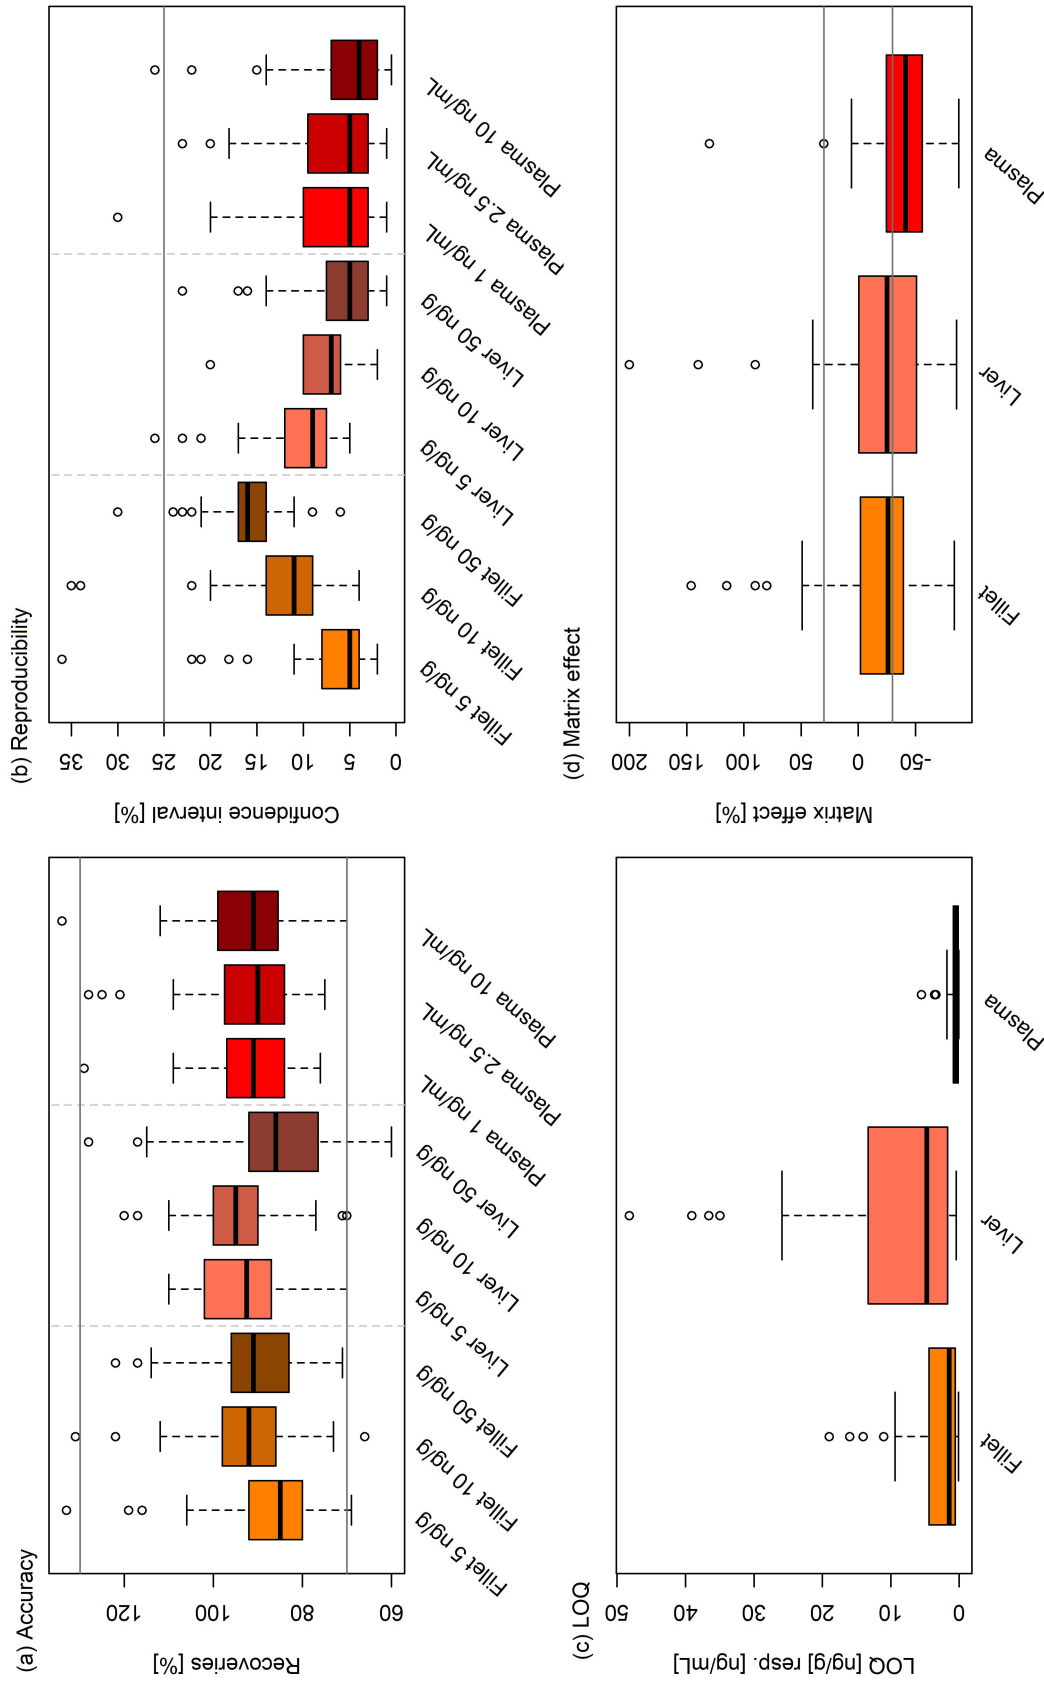 (a) Accuracy
Recoveries [%]
60
80
100
120
Fillet 5 ng/g
Fillet 10 ng/g
Fillet 50 ng/g
Liver 5 ng/g
Liver 10 ng/g
Liver 50 ng/g
Plasma 1 ng/mL
Plasma 2.5 ng/mL
Plasma 10 ng/mL
(b) Reproducibility
Confidence interval [%]
0
5
10
15
20
25
30
35
Fillet 5 ng/g
Fillet 10 ng/g
Fillet 50 ng/g
Liver 5 ng/g
Liver 10 ng/g
Liver 50 ng/g
Plasma 1 ng/mL
Plasma 2.5 ng/mL
Plasma 10 ng/mL
(c) LOQ
LOQ [ng/g] resp. [ng/mL]
0
10
20
30
40
50
Fillet
Liver
Plasma
(d) Matrix effect
Matrix effect [%]
-50
0
50
100
150
200
Fillet
Liver
Plasma